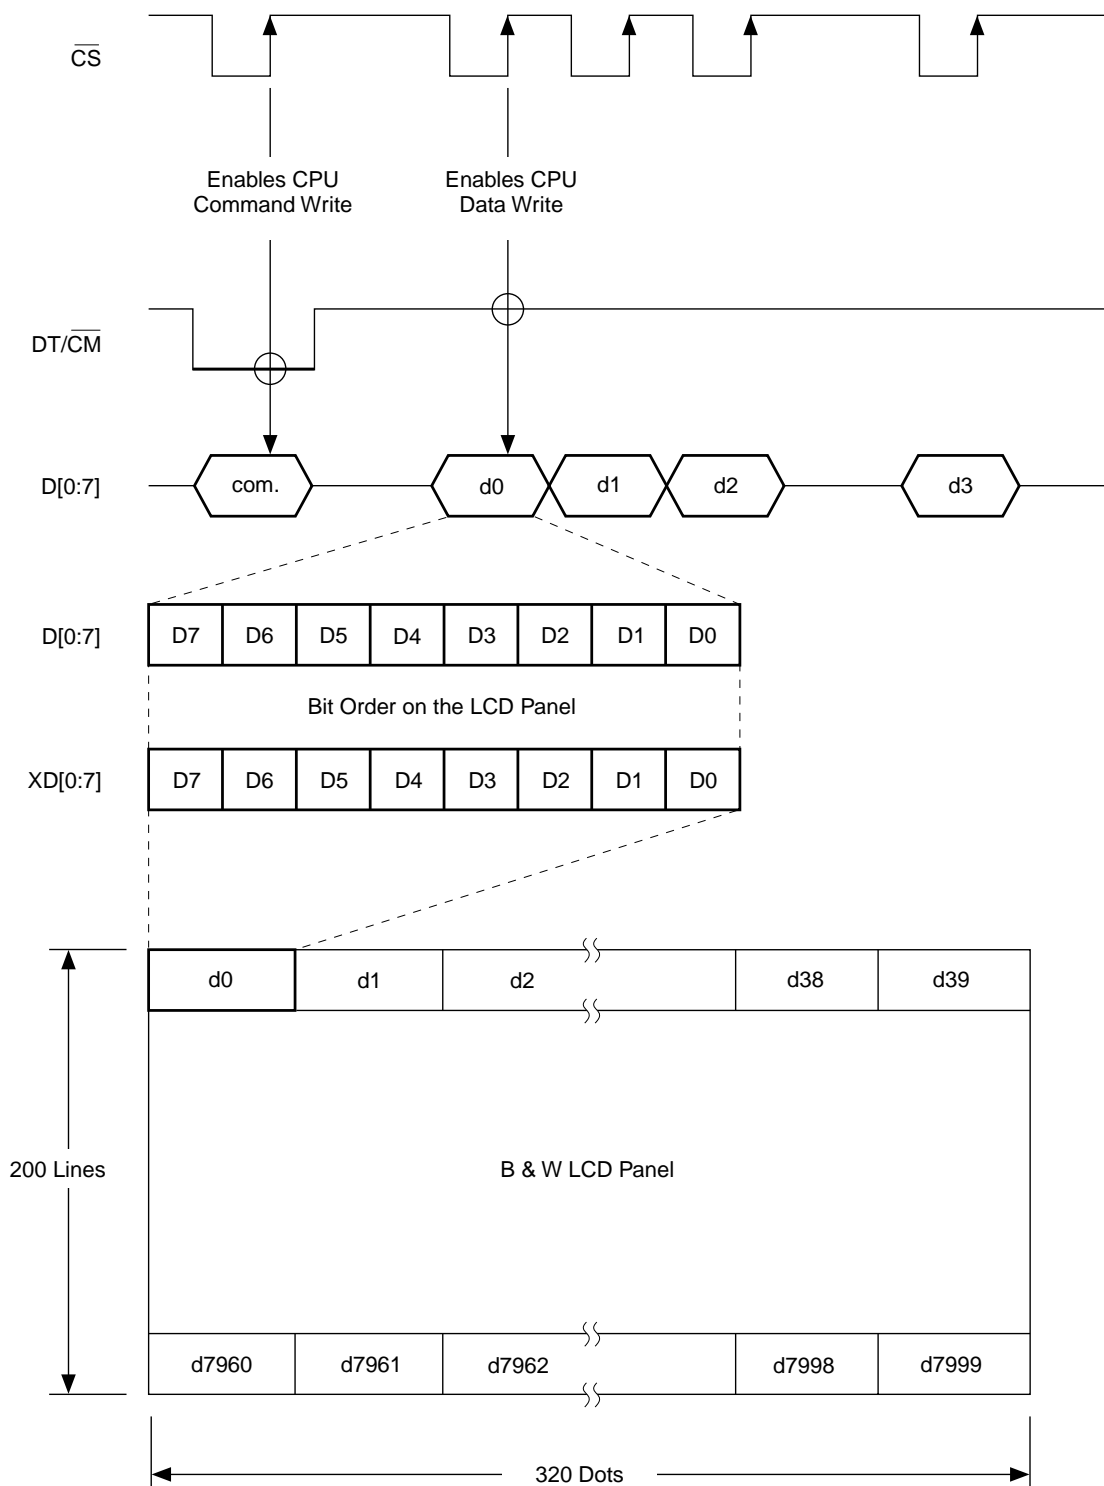 C̅S̅
Enables CPU
Command Write
Enables CPU
Data Write
DT/C̅M̅
D[0:7]
com.
d0
d1
d2
d3
D[0:7]
D7 D6 D5 D4 D3 D2 D1 D0
Bit Order on the LCD Panel
XD[0:7]
D7 D6 D5 D4 D3 D2 D1 D0
d0 d1 d2 d38 d39
200 Lines
B & W LCD Panel
d7960 d7961 d7962 d7998 d7999
320 Dots